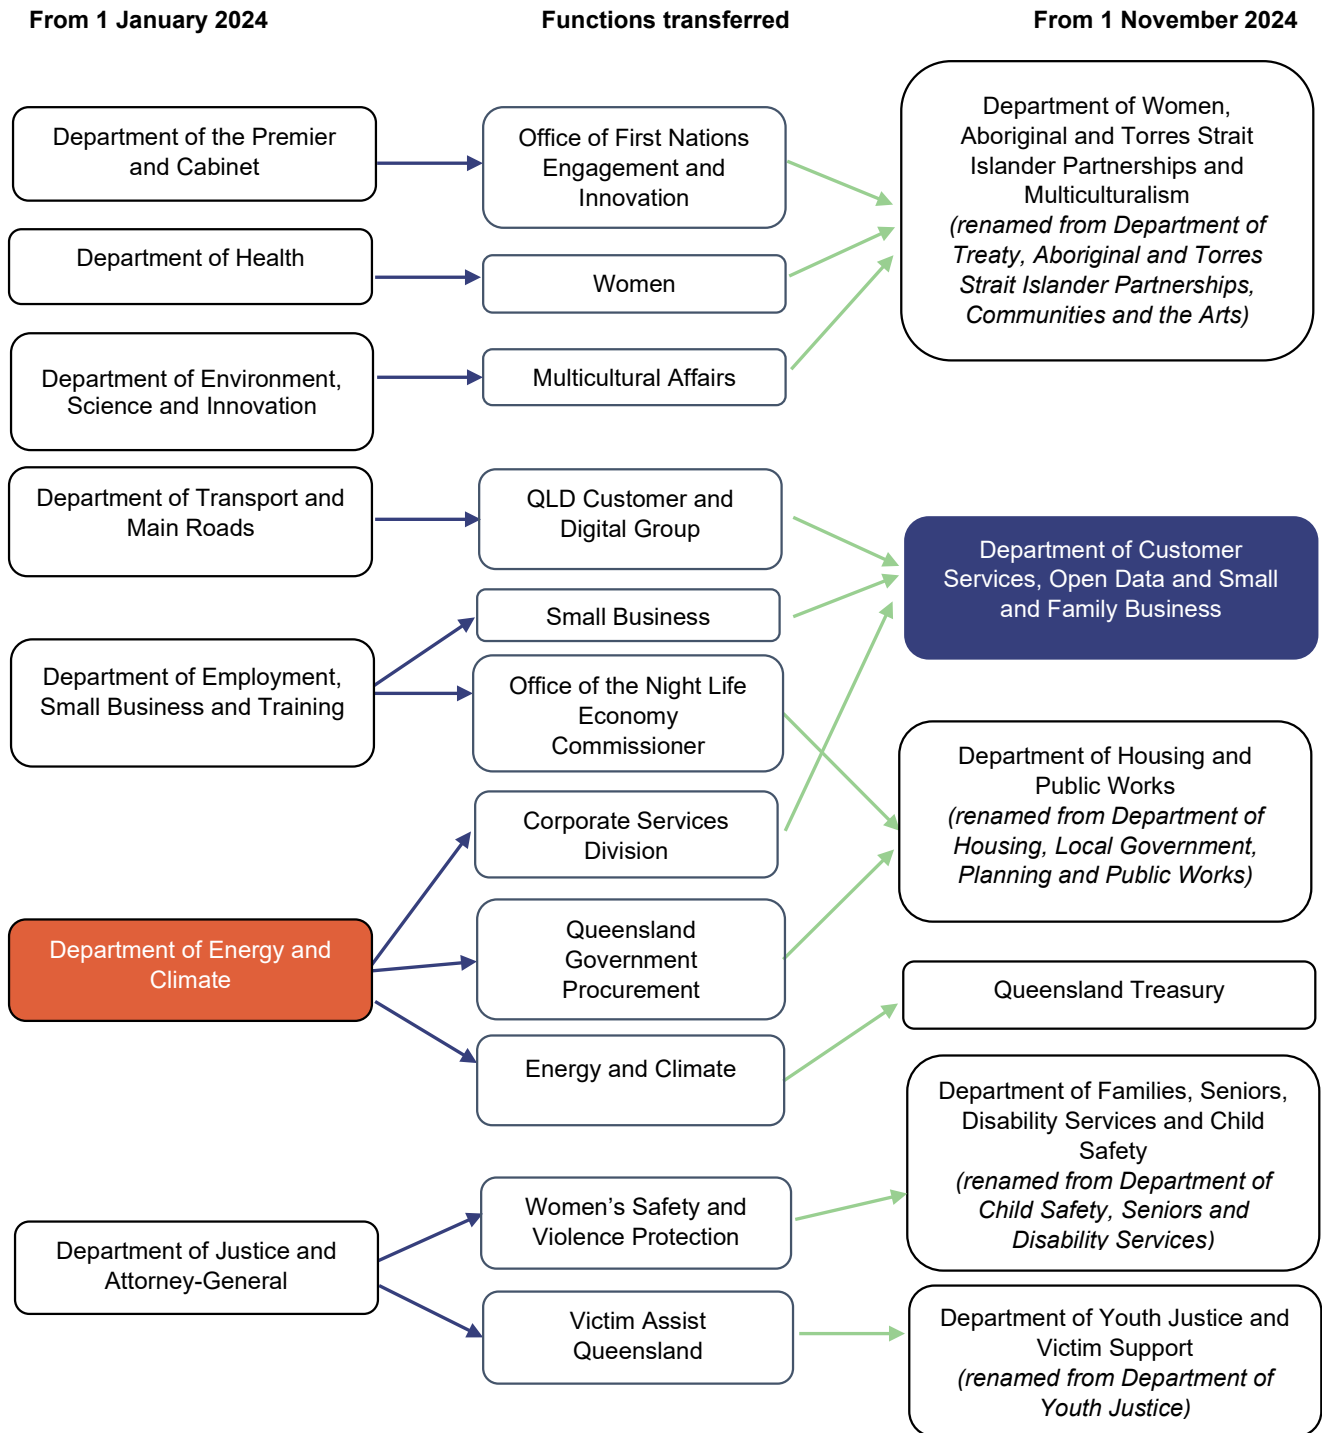 From 1 January 2024
Functions transferred
From 1 November 2024
Department of the Premier
and Cabinet
Office of First Nations
Engagement and
Innovation
Department of Women,
Aboriginal and Torres Strait
Islander Partnerships and
Multiculturalism
(renamed from Department of
Treaty, Aboriginal and Torres
Strait Islander Partnerships,
Communities and the Arts)
Department of Health
Women
Department of Environment,
Science and Innovation
Multicultural Affairs
Department of Transport and
Main Roads
QLD Customer and
Digital Group
Department of Customer
Services, Open Data and Small
and Family Business
Department of Employment,
Small Business and Training
Small Business
Office of the Night Life
Economy
Commissioner
Department of Housing and
Public Works
(renamed from Department of
Housing, Local Government,
Planning and Public Works)
Department of Energy and
Climate
Corporate Services
Division
Queensland
Government
Procurement
Energy and Climate
Queensland Treasury
Department of Justice and
Attorney-General
Women’s Safety and
Violence Protection
Department of Families, Seniors,
Disability Services and Child
Safety
(renamed from Department of
Child Safety, Seniors and
Disability Services)
Victim Assist
Queensland
Department of Youth Justice and
Victim Support
(renamed from Department of
Youth Justice)